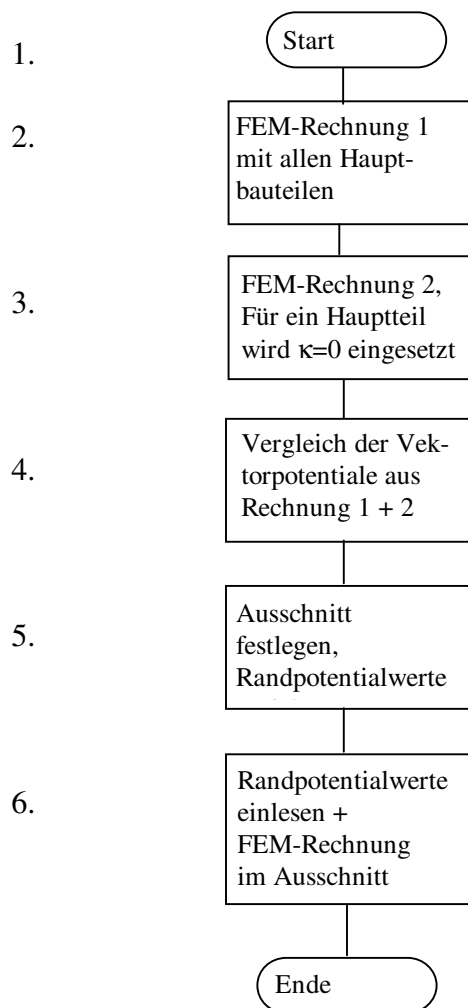 1.
Start
2.
FEM-Rechnung 1
mit allen Haupt-
bauteilen
3.
FEM-Rechnung 2,
Für ein Hauptteil
wird κ=0 eingesetzt
4.
Vergleich der Vek-
torpotentiale aus
Rechnung 1 + 2
5.
Ausschnitt
festlegen,
Randpotentialwerte
6.
Randpotentialwerte
einlesen +
FEM-Rechnung
im Ausschnitt
Ende